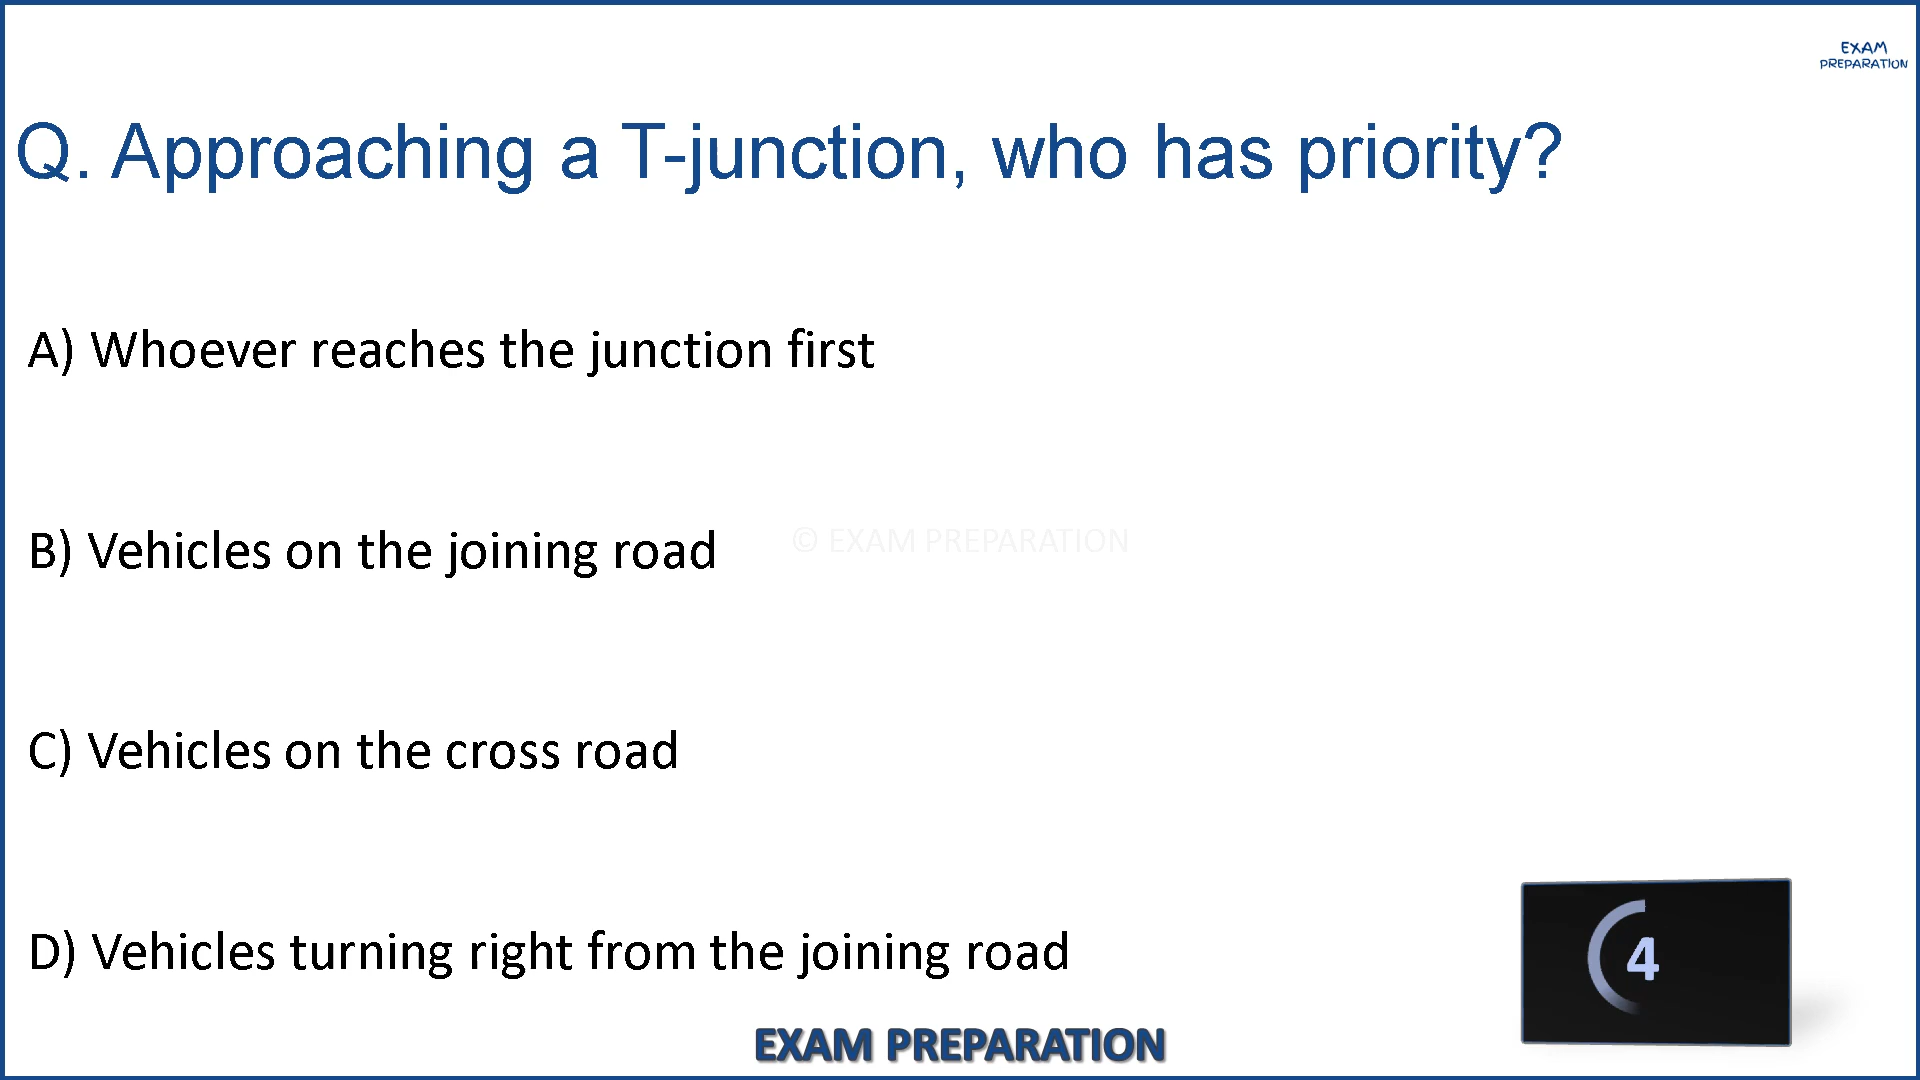 EXAM
PREPARATION
Q. Approaching a T-junction, who has priority?
A) Whoever reaches the junction first
B) Vehicles on the joining road
© EXAM PREPARATION
C) Vehicles on the cross road
D) Vehicles turning right from the joining road
4
EXAM PREPARATION